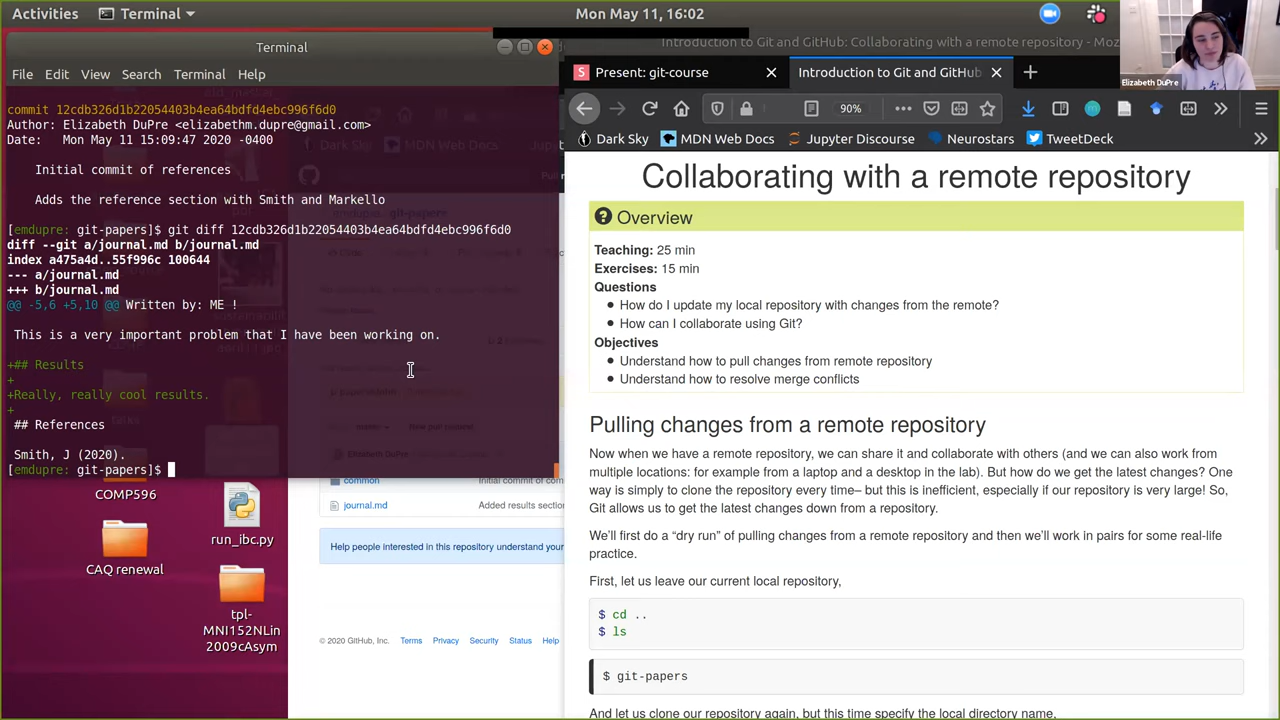 Activities
Terminal
Mon May 11, 16:02
Elizabeth DuPre
Terminal
File Edit View Search Terminal Help
commit 12cdb326d1b22054403b4ea64bdfd4ebc996f6d0
Author: Elizabeth DuPre <elizabethm.dupre@gmail.com>
Date:   Mon May 11 15:09:47 2020 -0400
Initial commit of references
Adds the reference section with Smith and Markello
[emdupre: git-papers]$ git diff 12cdb326d1b22054403b4ea64bdfd4ebc996f6d0
diff --git a/journal.md b/journal.md
index a475a4d..55f996c 100644
--- a/journal.md
+++ b/journal.md
@@ -5,6 +5,10 @@ Written by: ME !
This is a very important problem that I have been working on.
+## Results
+
+Really, really cool results.
+
## References
Smith, J (2020).
[emdupre: git-papers]$
COMP596
run_ibc.py
CAQ renewal
tpl-
MNI152NLin
2009cAsym
common
Initial commit of
journal.md
Added results section
Help people interested in this repository understand your
© 2020 GitHub, Inc. Terms Privacy Security Status Help
Introduction to Git and GitHub: Collaborating with a remote repository - Moz
Present: git-course
Introduction to Git and GitHub
90%
Dark Sky
MDN Web Docs
Jupyter Discourse
Neurostars
TweetDeck
Collaborating with a remote repository
Overview
Teaching: 25 min
Exercises: 15 min
Questions
How do I update my local repository with changes from the remote?
How can I collaborate using Git?
Objectives
Understand how to pull changes from remote repository
Understand how to resolve merge conflicts
Pulling changes from a remote repository
Now when we have a remote repository, we can share it and collaborate with others (and we can also work from
multiple locations: for example from a laptop and a desktop in the lab). But how do we get the latest changes? One
way is simply to clone the repository every time– but this is inefficient, especially if our repository is very large! So,
Git allows us to get the latest changes down from a repository.
We'll first do a “dry run” of pulling changes from a remote repository and then we'll work in pairs for some real-life
practice.
First, let us leave our current local repository,
$ cd ..
$ ls
$ git-papers
And let us clone our repository again, but this time specify the local directory name,